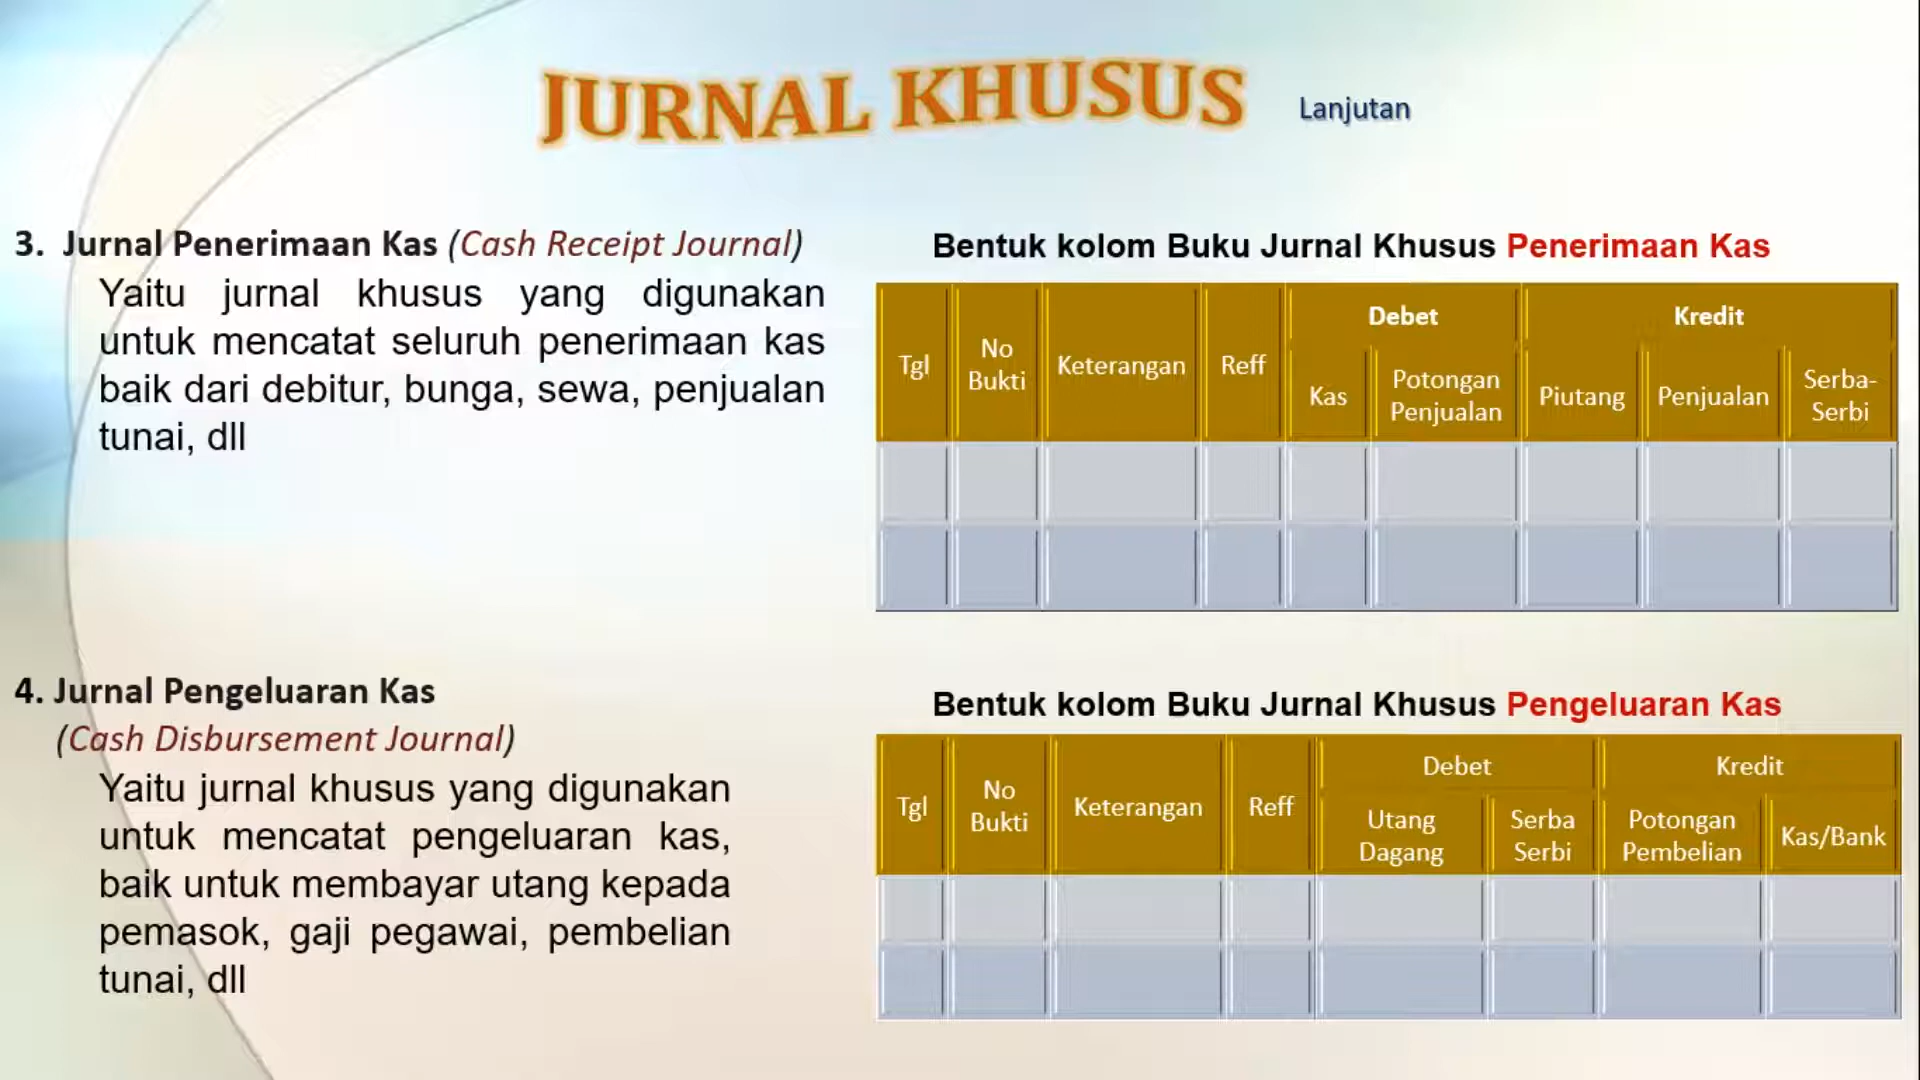 JURNAL KHUSUS Lanjutan
3. Jurnal Penerimaan Kas (Cash Receipt Journal)
Yaitu jurnal khusus yang digunakan
untuk mencatat seluruh penerimaan kas
baik dari debitur, bunga, sewa, penjualan
tunai, dll
Bentuk kolom Buku Jurnal Khusus Penerimaan Kas
Debet Kredit
Tgl No Bukti Keterangan Reff Kas Potongan Penjualan Piutang Penjualan Serba-Serbi
4. Jurnal Pengeluaran Kas
(Cash Disbursement Journal)
Yaitu jurnal khusus yang digunakan
untuk mencatat pengeluaran kas,
baik untuk membayar utang kepada
pemasok, gaji pegawai, pembelian
tunai, dll
Bentuk kolom Buku Jurnal Khusus Pengeluaran Kas
Debet Kredit
Tgl No Bukti Keterangan Reff Utang Dagang Serba Serbi Potongan Pembelian Kas/Bank